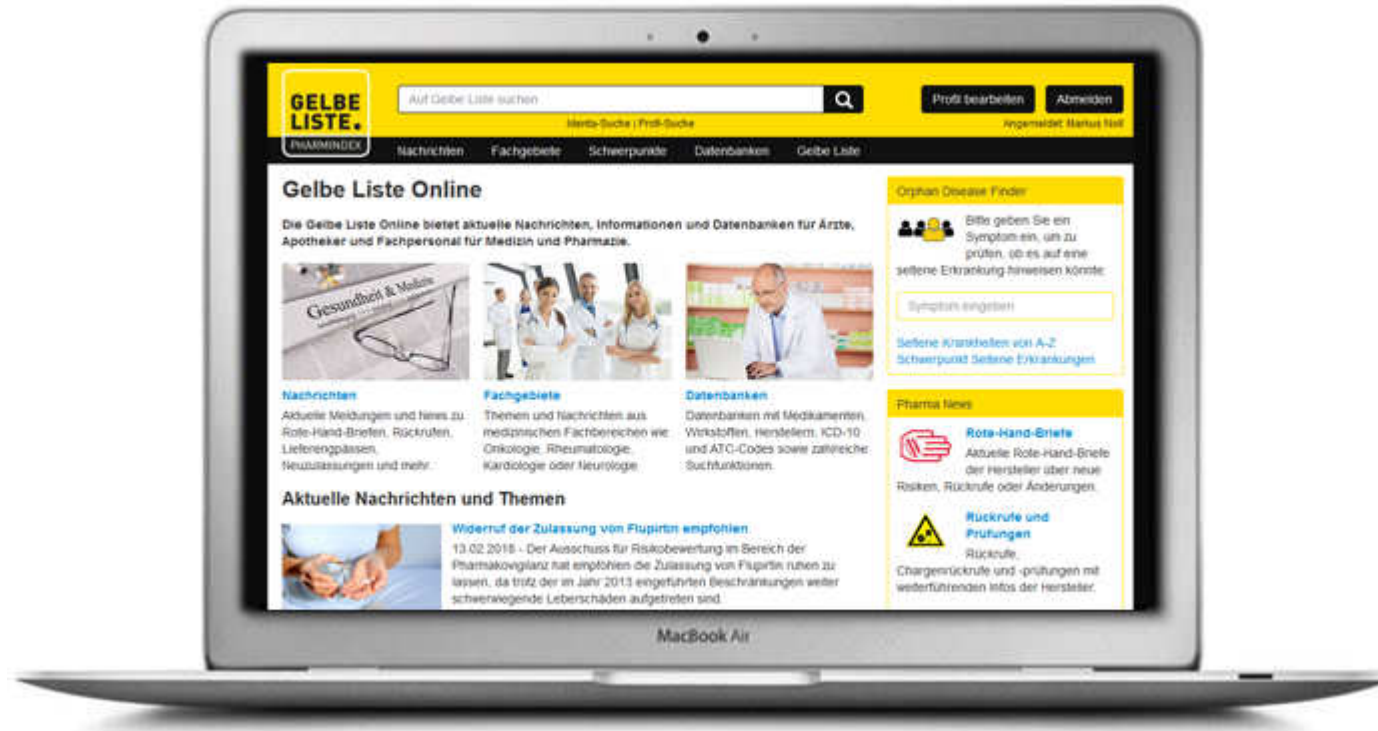 GELBE
LISTE.
PHARMINDEX
Auf Gelbe Liste suchen
Identa-Suche | Profi-Suche
Profil bearbeiten
Abmelden
Angemeldet: Markus Noll
Nachrichten
Fachgebiete
Schwerpunkte
Datenbanken
Gelbe Liste
Gelbe Liste Online
Die Gelbe Liste Online bietet aktuelle Nachrichten, Informationen und Datenbanken für Ärzte,
Apotheker und Fachpersonal für Medizin und Pharmazie.
Gesundheit & Medizin
Nachrichten
Aktuelle Meldungen und News zu
Rote-Hand-Briefen, Rückrufen,
Lieferengpässen,
Neuzulassungen und mehr.
Fachgebiete
Themen und Nachrichten aus
medizinischen Fachbereichen wie
Onkologie, Rheumatologie,
Kardiologie oder Neurologie
Datenbanken
Datenbanken mit Medikamenten,
Wirkstoffen, Herstellern, ICD-10
und ATC-Codes sowie zahlreiche
Suchfunktionen.
Aktuelle Nachrichten und Themen
Widerruf der Zulassung von Flupirtin empfohlen
13.02.2018 - Der Ausschuss für Risikobewertung im Bereich der
Pharmakovigilanz hat empfohlen die Zulassung von Flupirtin ruhen zu
lassen, da trotz der im Jahr 2013 eingeführten Beschränkungen weiter
schwerwiegende Leberschäden aufgetreten sind.
Orphan Disease Finder
Bitte geben Sie ein
Symptom ein, um zu
prüfen, ob es auf eine
seltene Erkrankung hinweisen könnte:
Symptom eingeben
Seltene Krankheiten von A-Z
Schwerpunkt Seltene Erkrankungen
Pharma News
Rote-Hand-Briefe
Aktuelle Rote-Hand-Briefe
der Hersteller über neue
Risiken, Rückrufe oder Änderungen.
Rückrufe und
Prüfungen
Rückrufe,
Chargenrückrufe und -prüfungen mit
weiterführenden Infos der Hersteller.
MacBook Air